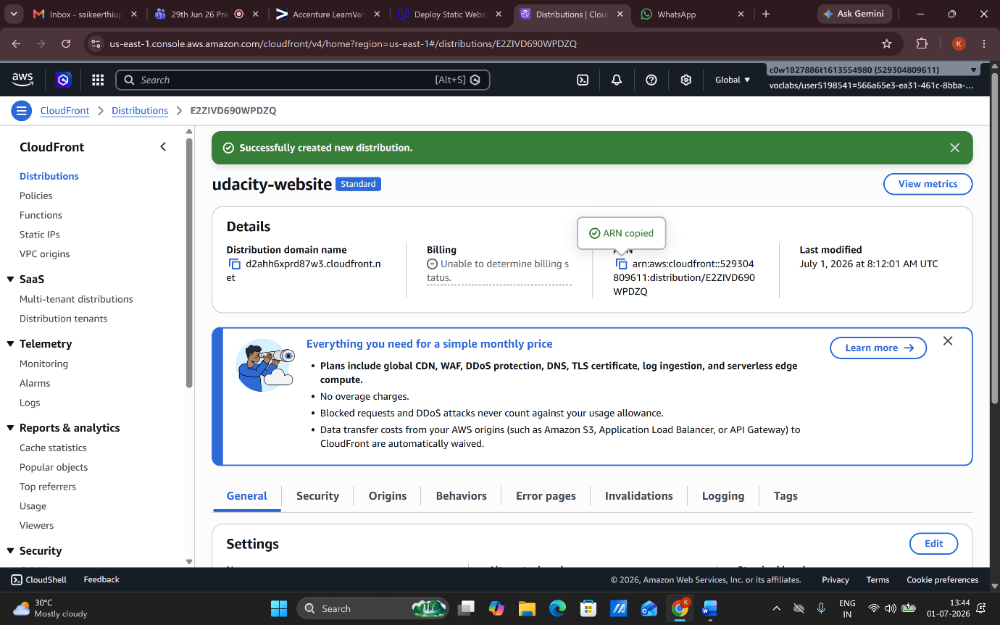 Inbox - saikeerthiup
29th Jun 26 Pre
Accenture LearnVan
Deploy Static Webs
Distributions | Clou
WhatsApp
Ask Gemini
us-east-1.console.aws.amazon.com/cloudfront/v4/home?region=us-east-1#/distributions/E2ZIVD690WPDZQ
K
aws
Search
[Alt+S]
Global
c0w1827886t1613554980 (529304809611)
voclabs/user5198541=566a65e3-ea31-461c-8bba-...
CloudFront
Distributions
E2ZIVD690WPDZQ
CloudFront
Distributions
Policies
Functions
Static IPs
VPC origins
SaaS
Multi-tenant distributions
Distribution tenants
Telemetry
Monitoring
Alarms
Logs
Reports & analytics
Cache statistics
Popular objects
Top referrers
Usage
Viewers
Security
Successfully created new distribution.
udacity-website
Standard
View metrics
Details
ARN copied
Distribution domain name
d2ahh6xprd87w3.cloudfront.n
et
Billing
Unable to determine billing s
tatus.
arn:aws:cloudfront::529304
809611:distribution/E2ZIVD690
WPDZQ
Last modified
July 1, 2026 at 8:12:01 AM UTC
Everything you need for a simple monthly price
Learn more
• Plans include global CDN, WAF, DDoS protection, DNS, TLS certificate, log ingestion, and serverless edge
compute.
• No overage charges.
• Blocked requests and DDoS attacks never count against your usage allowance.
• Data transfer costs from your AWS origins (such as Amazon S3, Application Load Balancer, or API Gateway) to
CloudFront are automatically waived.
General
Security
Origins
Behaviors
Error pages
Invalidations
Logging
Tags
Settings
Edit
CloudShell
Feedback
© 2026, Amazon Web Services, Inc. or its affiliates.
Privacy
Terms
Cookie preferences
30°C
Mostly cloudy
Search
K
ENG
IN
13:44
01-07-2026